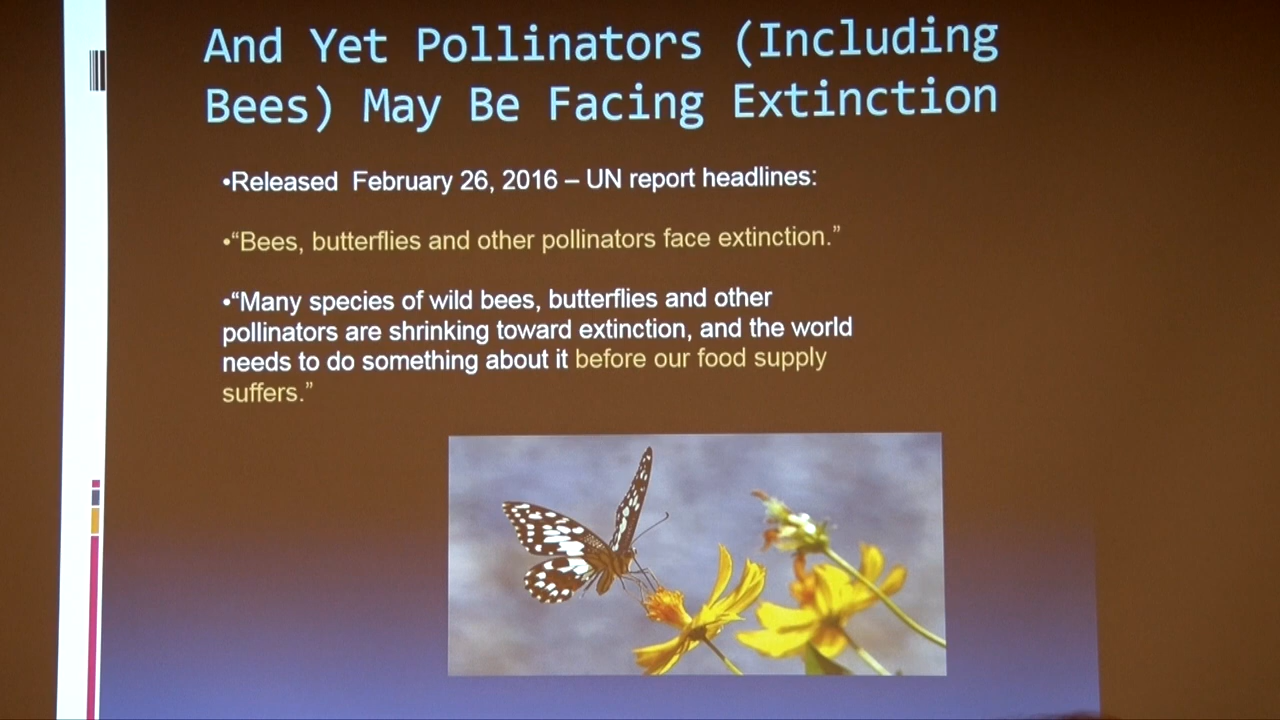 And Yet Pollinators (Including
Bees) May Be Facing Extinction
•Released  February 26, 2016 – UN report headlines:
•“Bees, butterflies and other pollinators face extinction.”
•“Many species of wild bees, butterflies and other
pollinators are shrinking toward extinction, and the world
needs to do something about it before our food supply
suffers.”